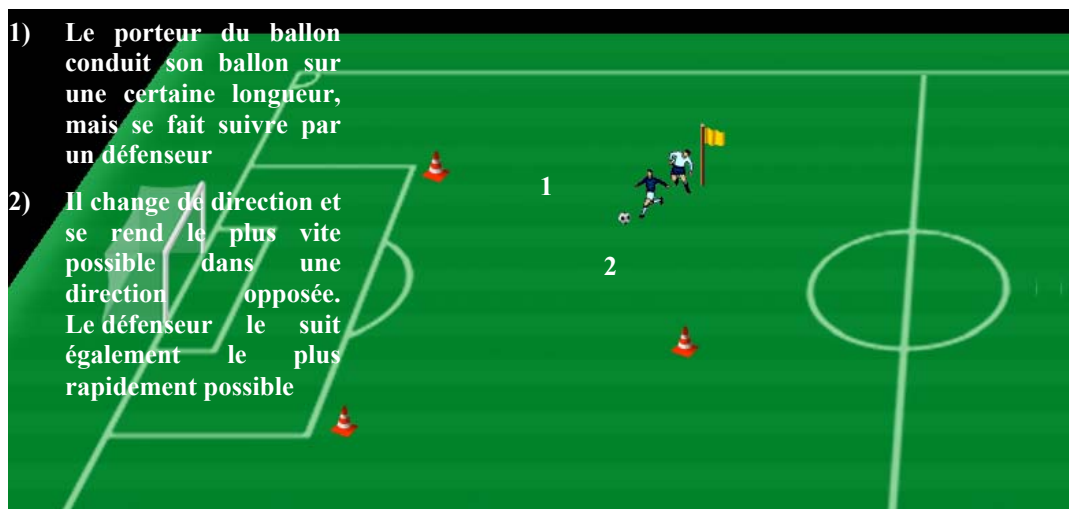 1) Le porteur du ballon
conduit son ballon sur
une certaine longueur,
mais se fait suivre par
un défenseur
2) Il change de direction et
se rend le plus vite
possible dans une
direction opposée.
Le défenseur le suit
également le plus
rapidement possible
1
2